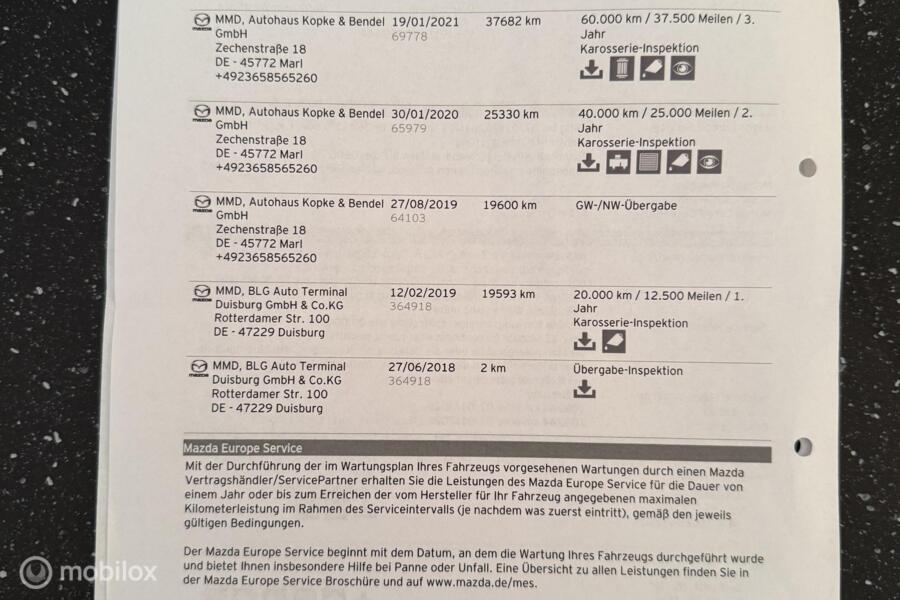 MMD, Autohaus Kopke & Bendel 19/01/2021 37682 km 60.000 km / 37.500 Meilen / 3.
GmbH 69778 Jahr
Zechenstraße 18 Karosserie-Inspektion
DE - 45772 Marl
+4923658565260
mazda
MMD, Autohaus Kopke & Bendel 30/01/2020 25330 km 40.000 km / 25.000 Meilen / 2.
GmbH 65979 Jahr
Zechenstraße 18 Karosserie-Inspektion
DE - 45772 Marl
+4923658565260
mazda
MMD, Autohaus Kopke & Bendel 27/08/2019 19600 km GW-/NW-Übergabe
GmbH 64103
Zechenstraße 18
DE - 45772 Marl
+4923658565260
mazda
MMD, BLG Auto Terminal 12/02/2019 19593 km 20.000 km / 12.500 Meilen / 1.
Duisburg GmbH & Co.KG 364918 Jahr
Rotterdamer Str. 100 Karosserie-Inspektion
DE - 47229 Duisburg
mazda
MMD, BLG Auto Terminal 27/06/2018 2 km Übergabe-Inspektion
Duisburg GmbH & Co.KG 364918
Rotterdamer Str. 100
DE - 47229 Duisburg
mazda
Mazda Europe Service
Mit der Durchführung der im Wartungsplan Ihres Fahrzeugs vorgesehenen Wartungen durch einen Mazda
Vertragshändler/ServicePartner erhalten Sie die Leistungen des Mazda Europe Service für die Dauer von
einem Jahr oder bis zum Erreichen der vom Hersteller für Ihr Fahrzeug angegebenen maximalen
Kilometerleistung im Rahmen des Serviceintervalls (je nachdem was zuerst eintritt), gemäß den jeweils
gültigen Bedingungen.
Der Mazda Europe Service beginnt mit dem Datum, an dem die Wartung Ihres Fahrzeugs durchgeführt wurde
und bietet Ihnen insbesondere Hilfe bei Panne oder Unfall. Eine Übersicht zu allen Leistungen finden Sie in
der Mazda Europe Service Broschüre und auf www.mazda.de/mes.
mobilox